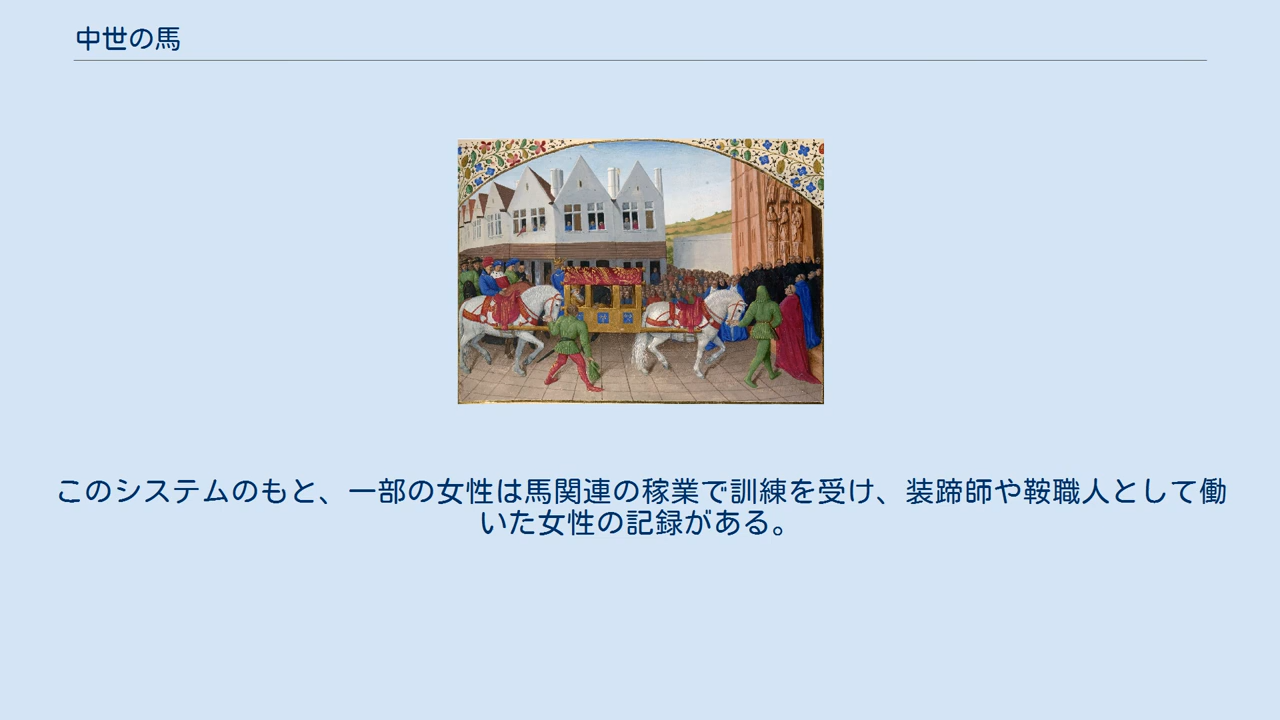 中世の馬
このシステムのもと、一部の女性は馬関連の稼業で訓練を受け、装蹄師や鞍職人として働
いた女性の記録がある。